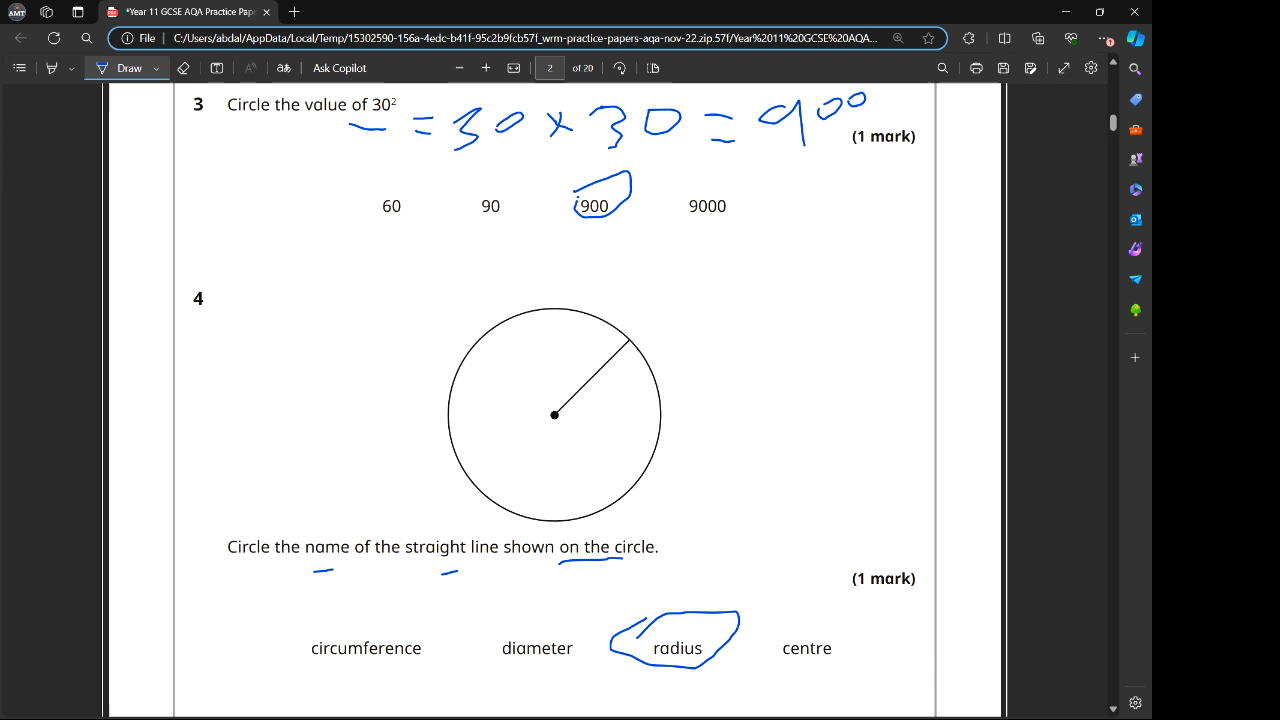 AMT
*Year 11 GCSE AQA Practice Pape
File
C:/Users/abdal/AppData/Local/Temp/15302590-156a-4edc-b41f-95c2b9fcb57f_wrm-practice-papers-aqa-nov-22.zip.57f/Year%2011%20GCSE%20AQA...
Draw
Ask Copilot
2 of 20
3 Circle the value of 30²
= 30 x 30 = 900
(1 mark)
60 90 900 9000
4
Circle the name of the straight line shown on the circle.
(1 mark)
circumference diameter radius centre